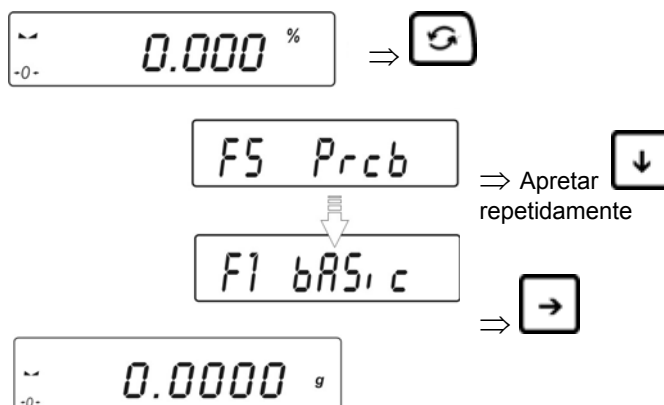 0.000 %
-0-
⇒
F5 Prcb
⇒ Apretar ↓
repetidamente
F1 bASic
⇒ →
0.0000 g
-0-